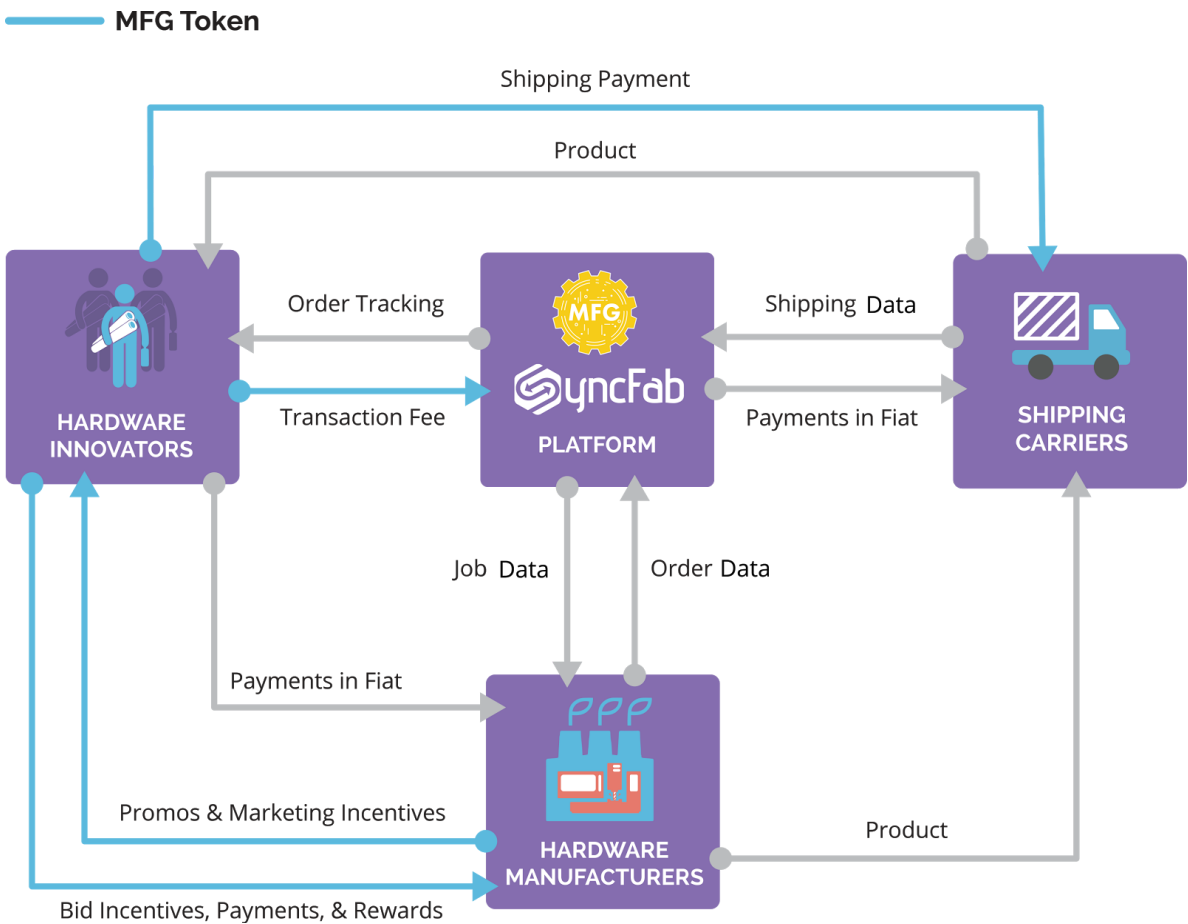 MFG Token
Shipping Payment
Product
Order Tracking
Transaction Fee
Shipping Data
Payments in Fiat
HARDWARE
INNOVATORS
MFG
SyncFab
PLATFORM
SHIPPING
CARRIERS
Job Data
Order Data
Payments in Fiat
Promos & Marketing Incentives
Bid Incentives, Payments, & Rewards
HARDWARE
MANUFACTURERS
Product